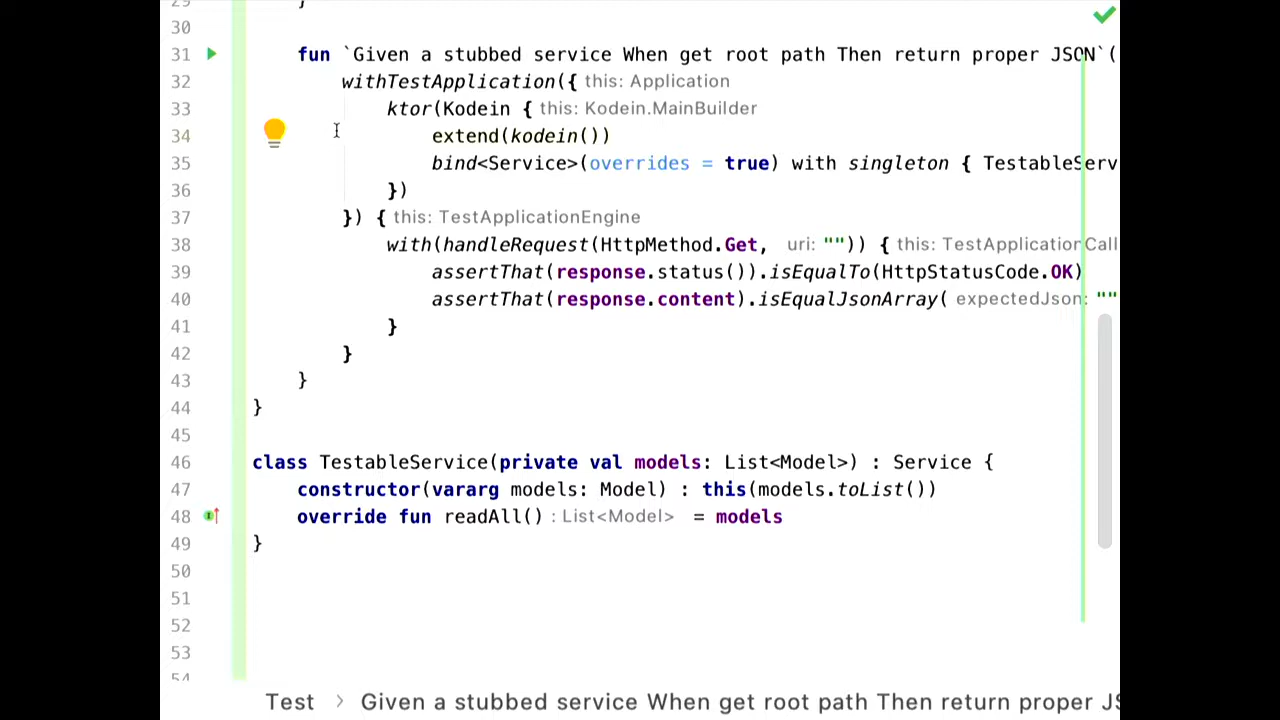 30
31 fun `Given a stubbed service When get root path Then return proper JSON`(
32 withTestApplication({ this: Application
33 ktor(Kodein { this: Kodein.MainBuilder
34 extend(kodein())
35 bind<Service>(overrides = true) with singleton { TestableServ
36 })
37 }) { this: TestApplicationEngine
38 with(handleRequest(HttpMethod.Get, uri: "")) { this: TestApplicationCall
39 assertThat(response.status()).isEqualTo(HttpStatusCode.OK)
40 assertThat(response.content).isEqualJsonArray( expectedJson: ""
41 }
42 }
43 }
44 }
45
46 class TestableService(private val models: List<Model>) : Service {
47 constructor(vararg models: Model) : this(models.toList())
48 override fun readAll() : List<Model> = models
49 }
50
51
52
53
Test > Given a stubbed service When get root path Then return proper JS